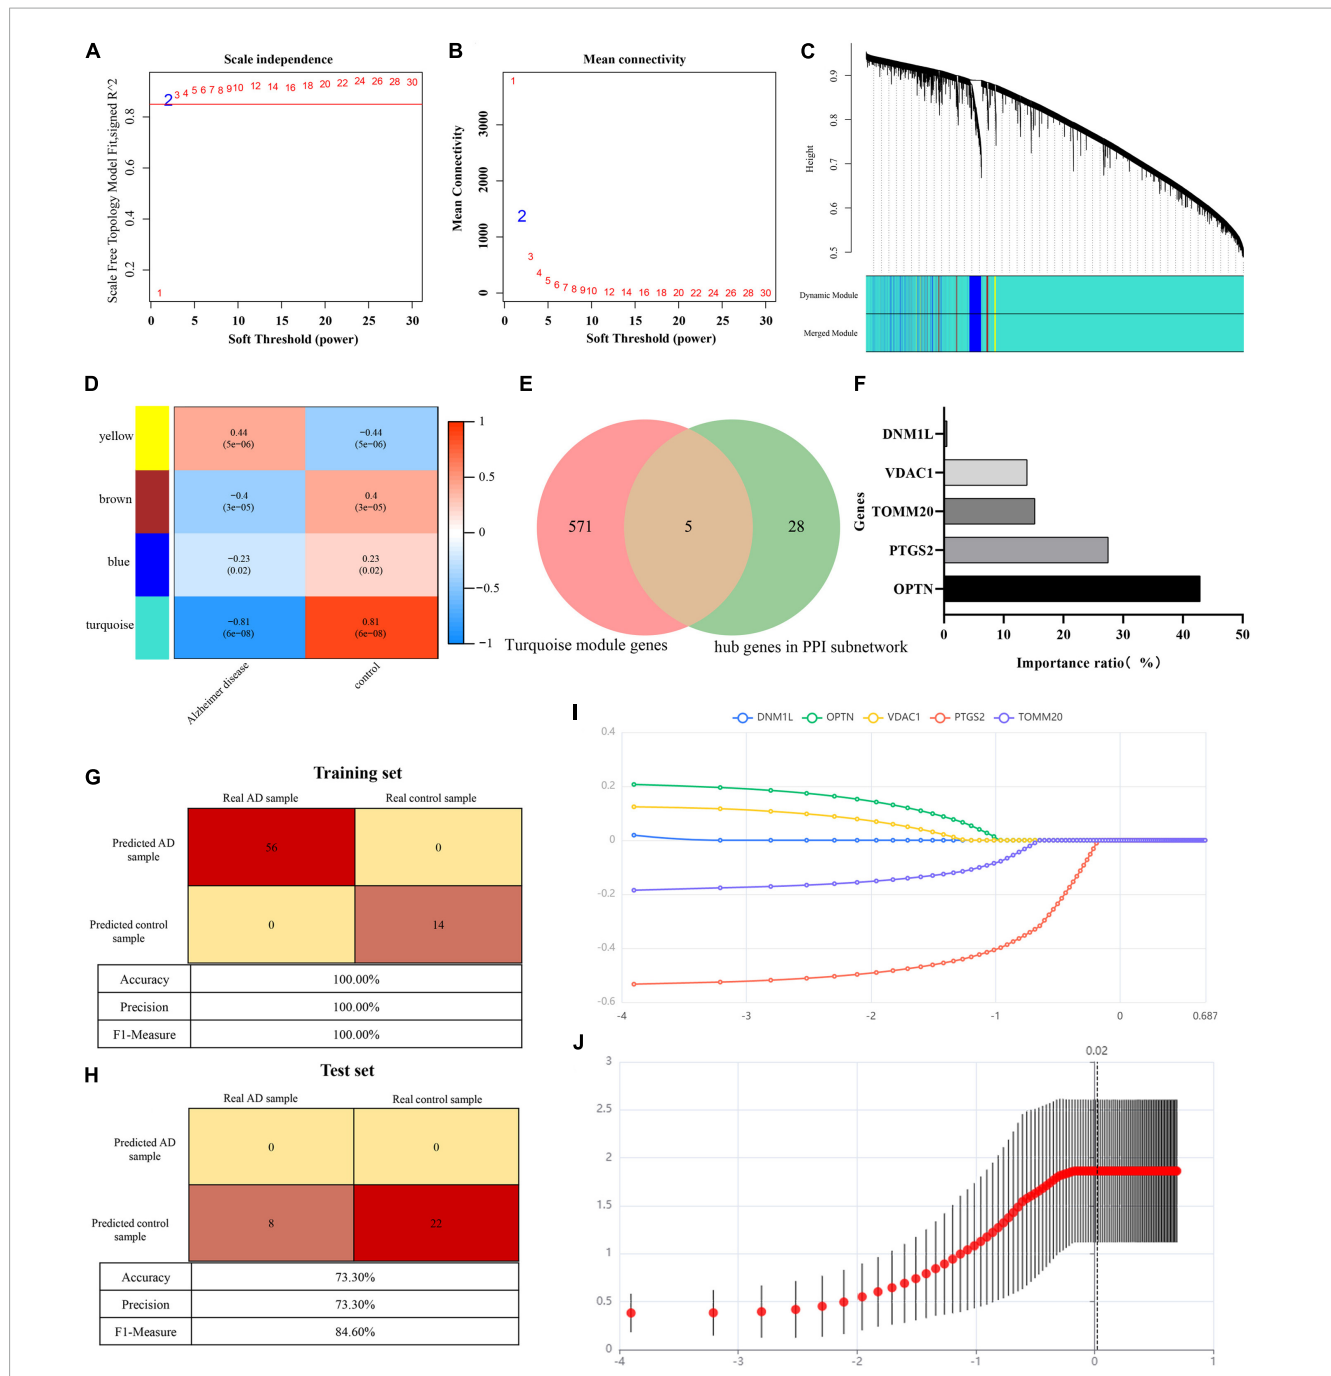 A
Scale independence
Scale Free Topology Model Fit,signed R^2
0.8
0.6
0.4
0.2
1
2
3 4 5 6 7 8 9 10 12 14 16 18 20 22 24 26 28 30
0 5 10 15 20 25 30
Soft Threshold (power)
B
Mean connectivity
Mean Connectivity
3000
2000
1000
0
1
2
3
4
5
6 7 8 9 10 12 14 16 18 20 22 24 26 28 30
0 5 10 15 20 25 30
Soft Threshold (power)
C
Height
0.9
0.8
0.7
0.6
0.5
Dynamic Module
Merged Module
D
yellow
0.44
(5e−06)
−0.44
(5e−06)
brown
−0.4
(3e−05)
0.4
(3e−05)
blue
−0.23
(0.02)
0.23
(0.02)
turquoise
−0.81
(6e−08)
0.81
(6e−08)
Alzheimer disease
control
1
0.5
0
−0.5
−1
E
571
5
28
Turquoise module genes
hub genes in PPI subnetwork
F
Genes
DNM1L
VDAC1
TOMM20
PTGS2
OPTN
0 10 20 30 40 50
Importance ratio( %)
G
Training set
Real AD sample
Real control sample
Predicted AD
sample
56
0
Predicted control
sample
0
14
Accuracy 100.00%
Precision 100.00%
F1-Measure 100.00%
H
Test set
Real AD sample
Real control sample
Predicted AD
sample
0
0
Predicted control
sample
8
22
Accuracy 73.30%
Precision 73.30%
F1-Measure 84.60%
I
DNM1L OPTN VDAC1 PTGS2 TOMM20
0.4
0.2
0
-0.2
-0.4
-0.6
-4 -3 -2 -1 0 0.687
J
0.02
3
2.5
2
1.5
1
0.5
0
-4 -3 -2 -1 0 1